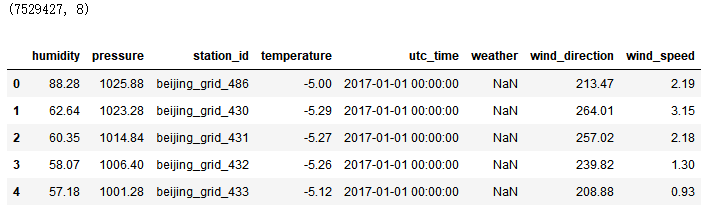 (7529427, 8)
humidity pressure station_id temperature utc_time weather wind_direction wind_speed
0 88.28 1025.88 beijing_grid_486 -5.00 2017-01-01 00:00:00 NaN 213.47 2.19
1 62.64 1023.28 beijing_grid_430 -5.29 2017-01-01 00:00:00 NaN 264.01 3.15
2 60.35 1014.84 beijing_grid_431 -5.27 2017-01-01 00:00:00 NaN 257.02 2.18
3 58.07 1006.40 beijing_grid_432 -5.26 2017-01-01 00:00:00 NaN 239.82 1.30
4 57.18 1001.28 beijing_grid_433 -5.12 2017-01-01 00:00:00 NaN 208.88 0.93